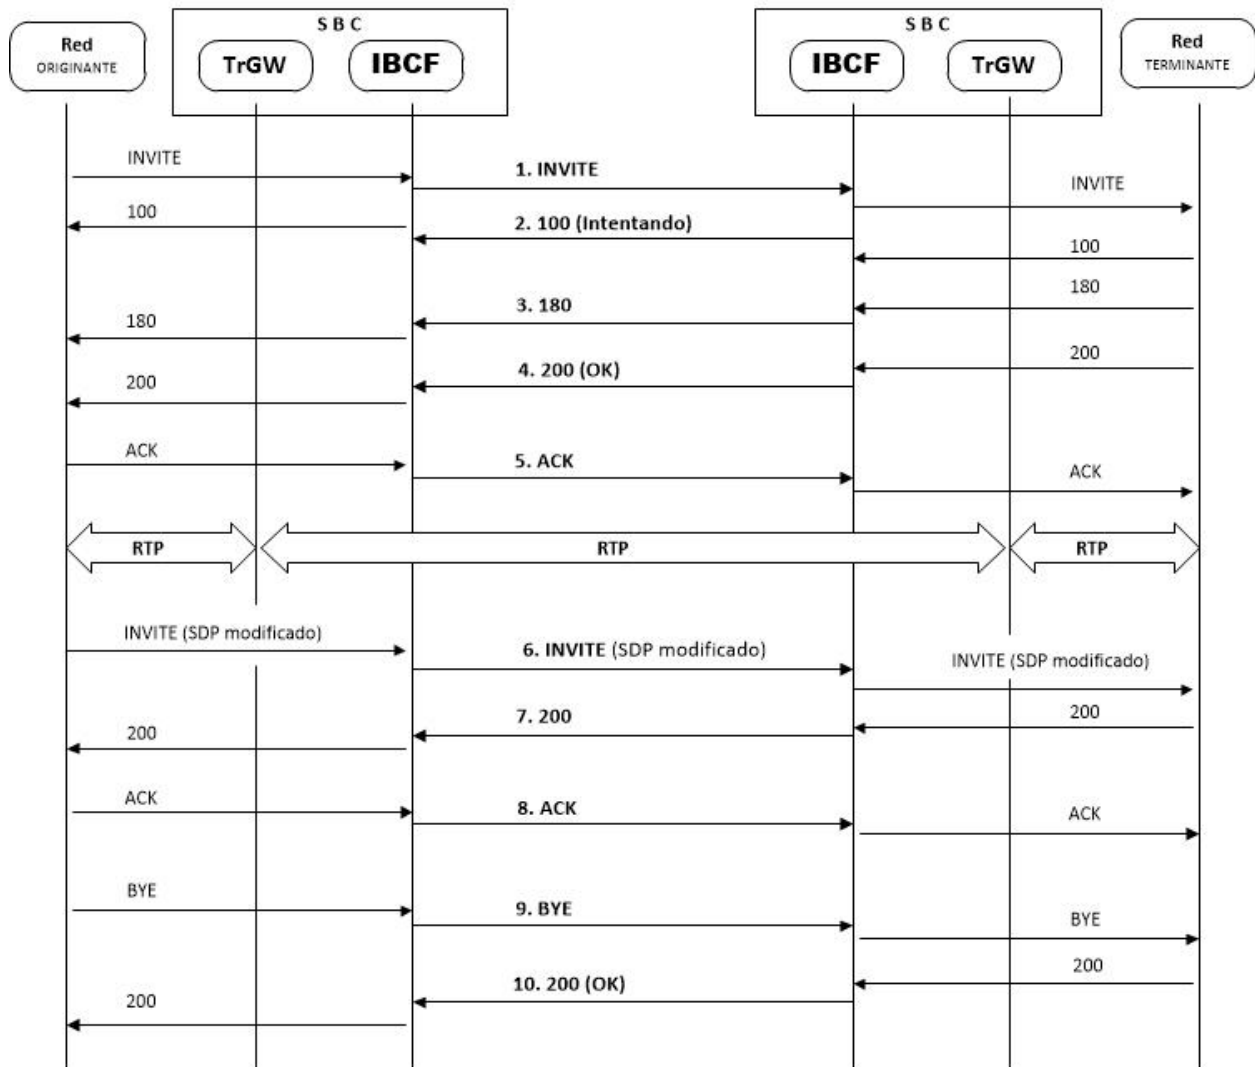 S B C
S B C
Red
ORIGINANTE
TrGW
IBCF
IBCF
TrGW
Red
TERMINANTE
INVITE
1. INVITE
INVITE
100
2. 100 (Intentando)
100
180
3. 180
180
200
4. 200 (OK)
200
ACK
5. ACK
ACK
RTP
RTP
RTP
INVITE (SDP modificado)
6. INVITE (SDP modificado)
INVITE (SDP modificado)
200
7. 200
200
ACK
8. ACK
ACK
BYE
9. BYE
BYE
200
10. 200 (OK)
200